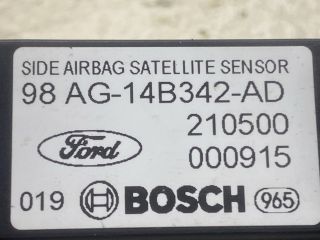 SIDE AIRBAG SATELLITE SENSOR
98 AG-14B342-AD
210500
Ford
000915
019 BOSCH 965